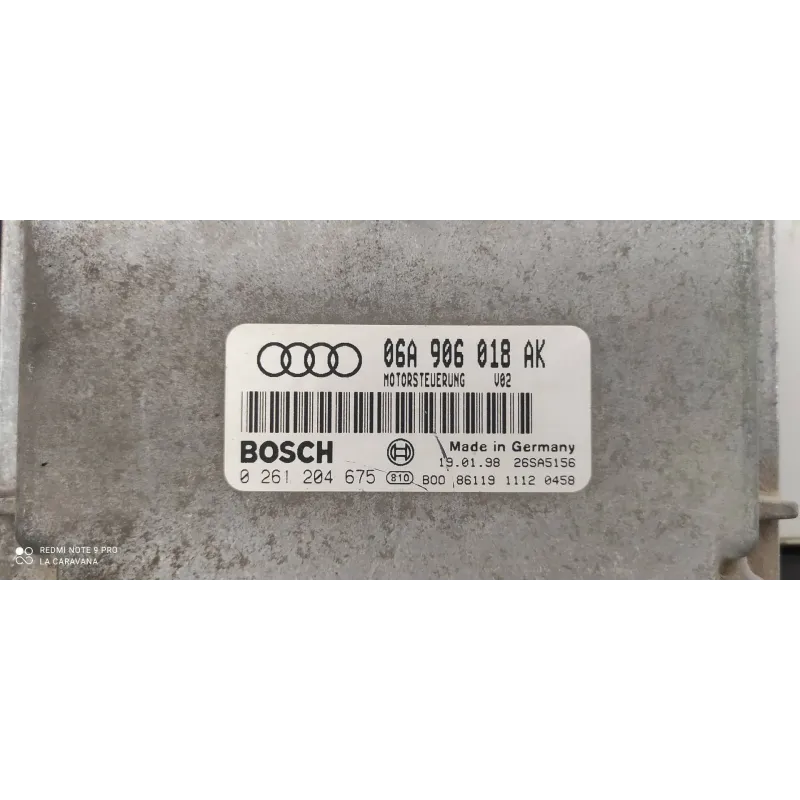 06A 906 018 AK
MOTORSTEUERUNG V02
BOSCH Made in Germany
19.01.98 26SA5156
0 261 204 675 810 B00 86119 1112 0458
REDMI NOTE 9 PRO
LA CARAVANA